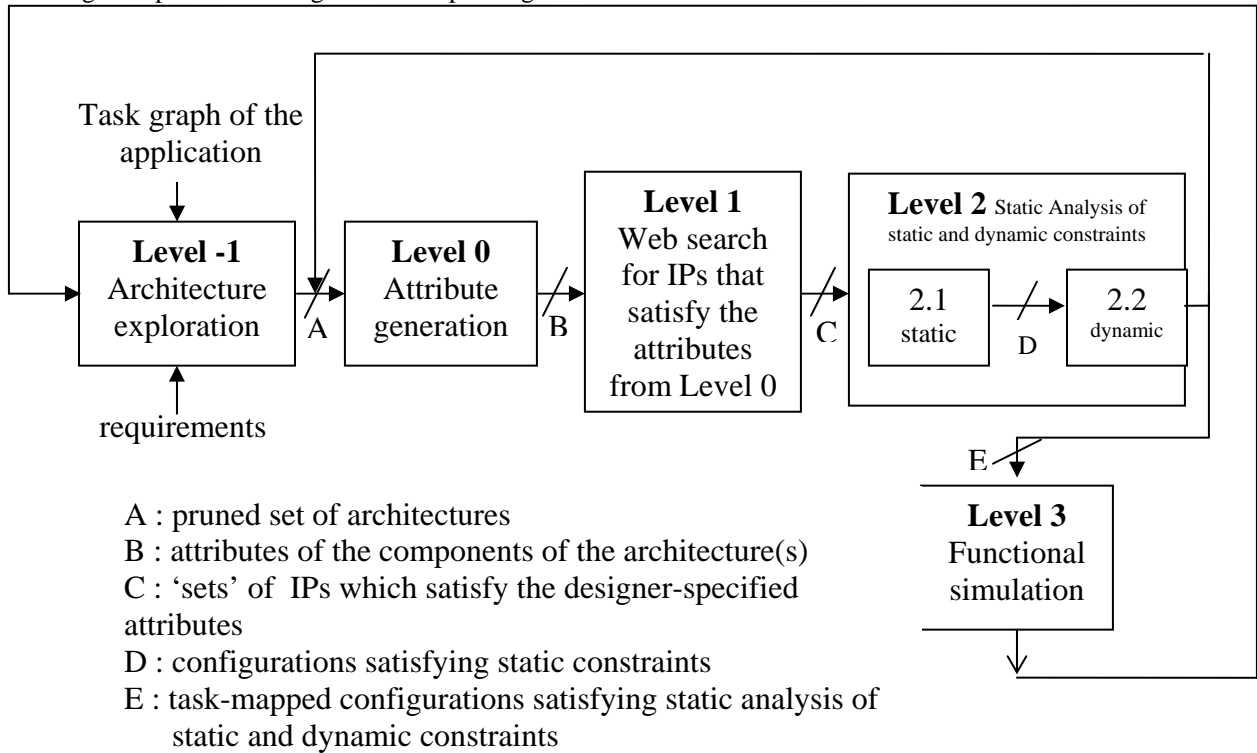 Task graph of the
application
Level -1
Architecture
exploration
requirements
A
Level 0
Attribute
generation
B
Level 1
Web search
for IPs that
satisfy the
attributes
from Level 0
C
Level 2 Static Analysis of
static and dynamic constraints
2.1
static
D
2.2
dynamic
E
Level 3
Functional
simulation
A : pruned set of architectures
B : attributes of the components of the architecture(s)
C : ‘sets’ of  IPs which satisfy the designer-specified
attributes
D : configurations satisfying static constraints
E : task-mapped configurations satisfying static analysis of
static and dynamic constraints